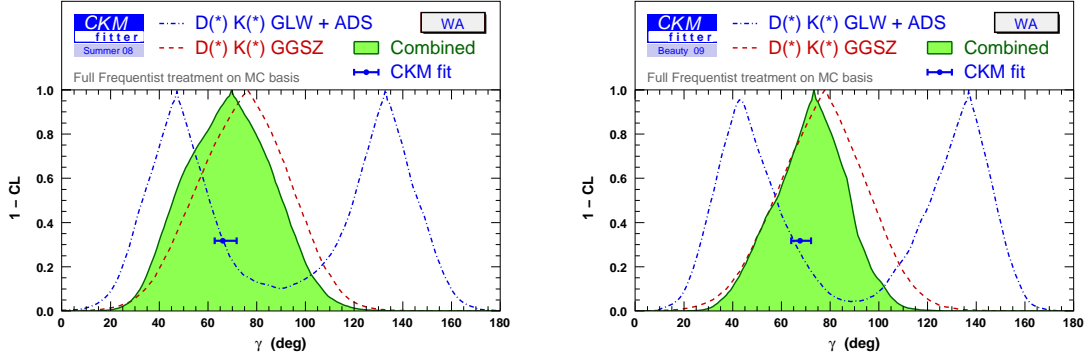 CKM
fitter
Summer 08
D(*) K(*) GLW + ADS
WA
D(*) K(*) GGSZ
Combined
CKM fit
Full Frequentist treatment on MC basis
1.0
0.8
0.6
0.4
0.2
0.0
1 − CL
0 20 40 60 80 100 120 140 160 180
γ (deg)
CKM
fitter
Beauty 09
D(*) K(*) GLW + ADS
WA
D(*) K(*) GGSZ
Combined
CKM fit
Full Frequentist treatment on MC basis
1.0
0.8
0.6
0.4
0.2
0.0
1 − CL
0 20 40 60 80 100 120 140 160 180
γ (deg)